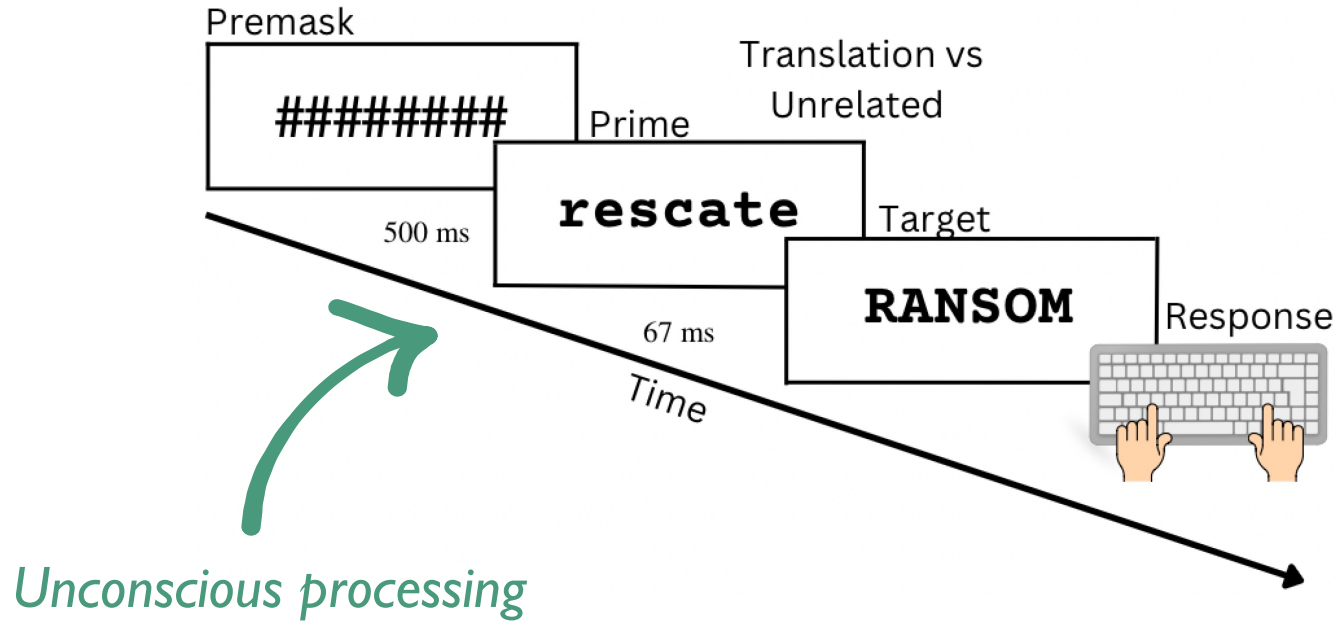 Premask
########
Translation vs
Unrelated
Prime
rescate
500 ms
Target
RANSOM
67 ms
Response
Time
Unconscious processing